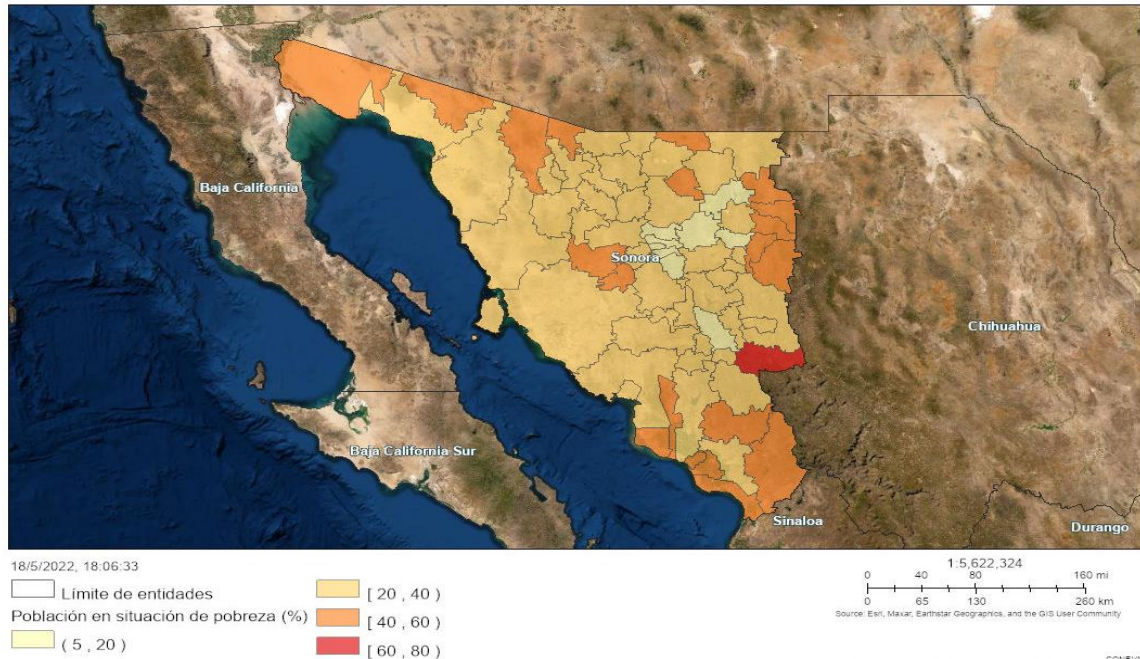 Baja California
Sonora
Chihuahua
Baja California Sur
Sinaloa
Durango
18/5/2022, 18:06:33
Límite de entidades
Población en situación de pobreza (%)
( 5 , 20 )
[ 20 , 40 )
[ 40 , 60 )
[ 60 , 80 )
1:5,622,324
0 40 80 160 mi
0 65 130 260 km
Source: Esri, Maxar, Earthstar Geographics, and the GIS User Community